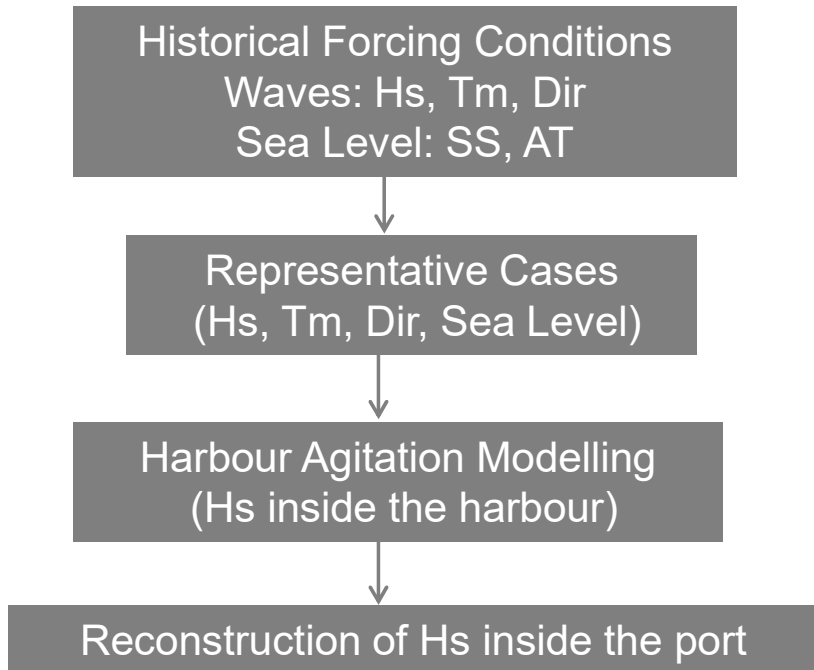 Historical Forcing Conditions
Waves: Hs, Tm, Dir
Sea Level: SS, AT
Representative Cases
(Hs, Tm, Dir, Sea Level)
Harbour Agitation Modelling
(Hs inside the harbour)
Reconstruction of Hs inside the port